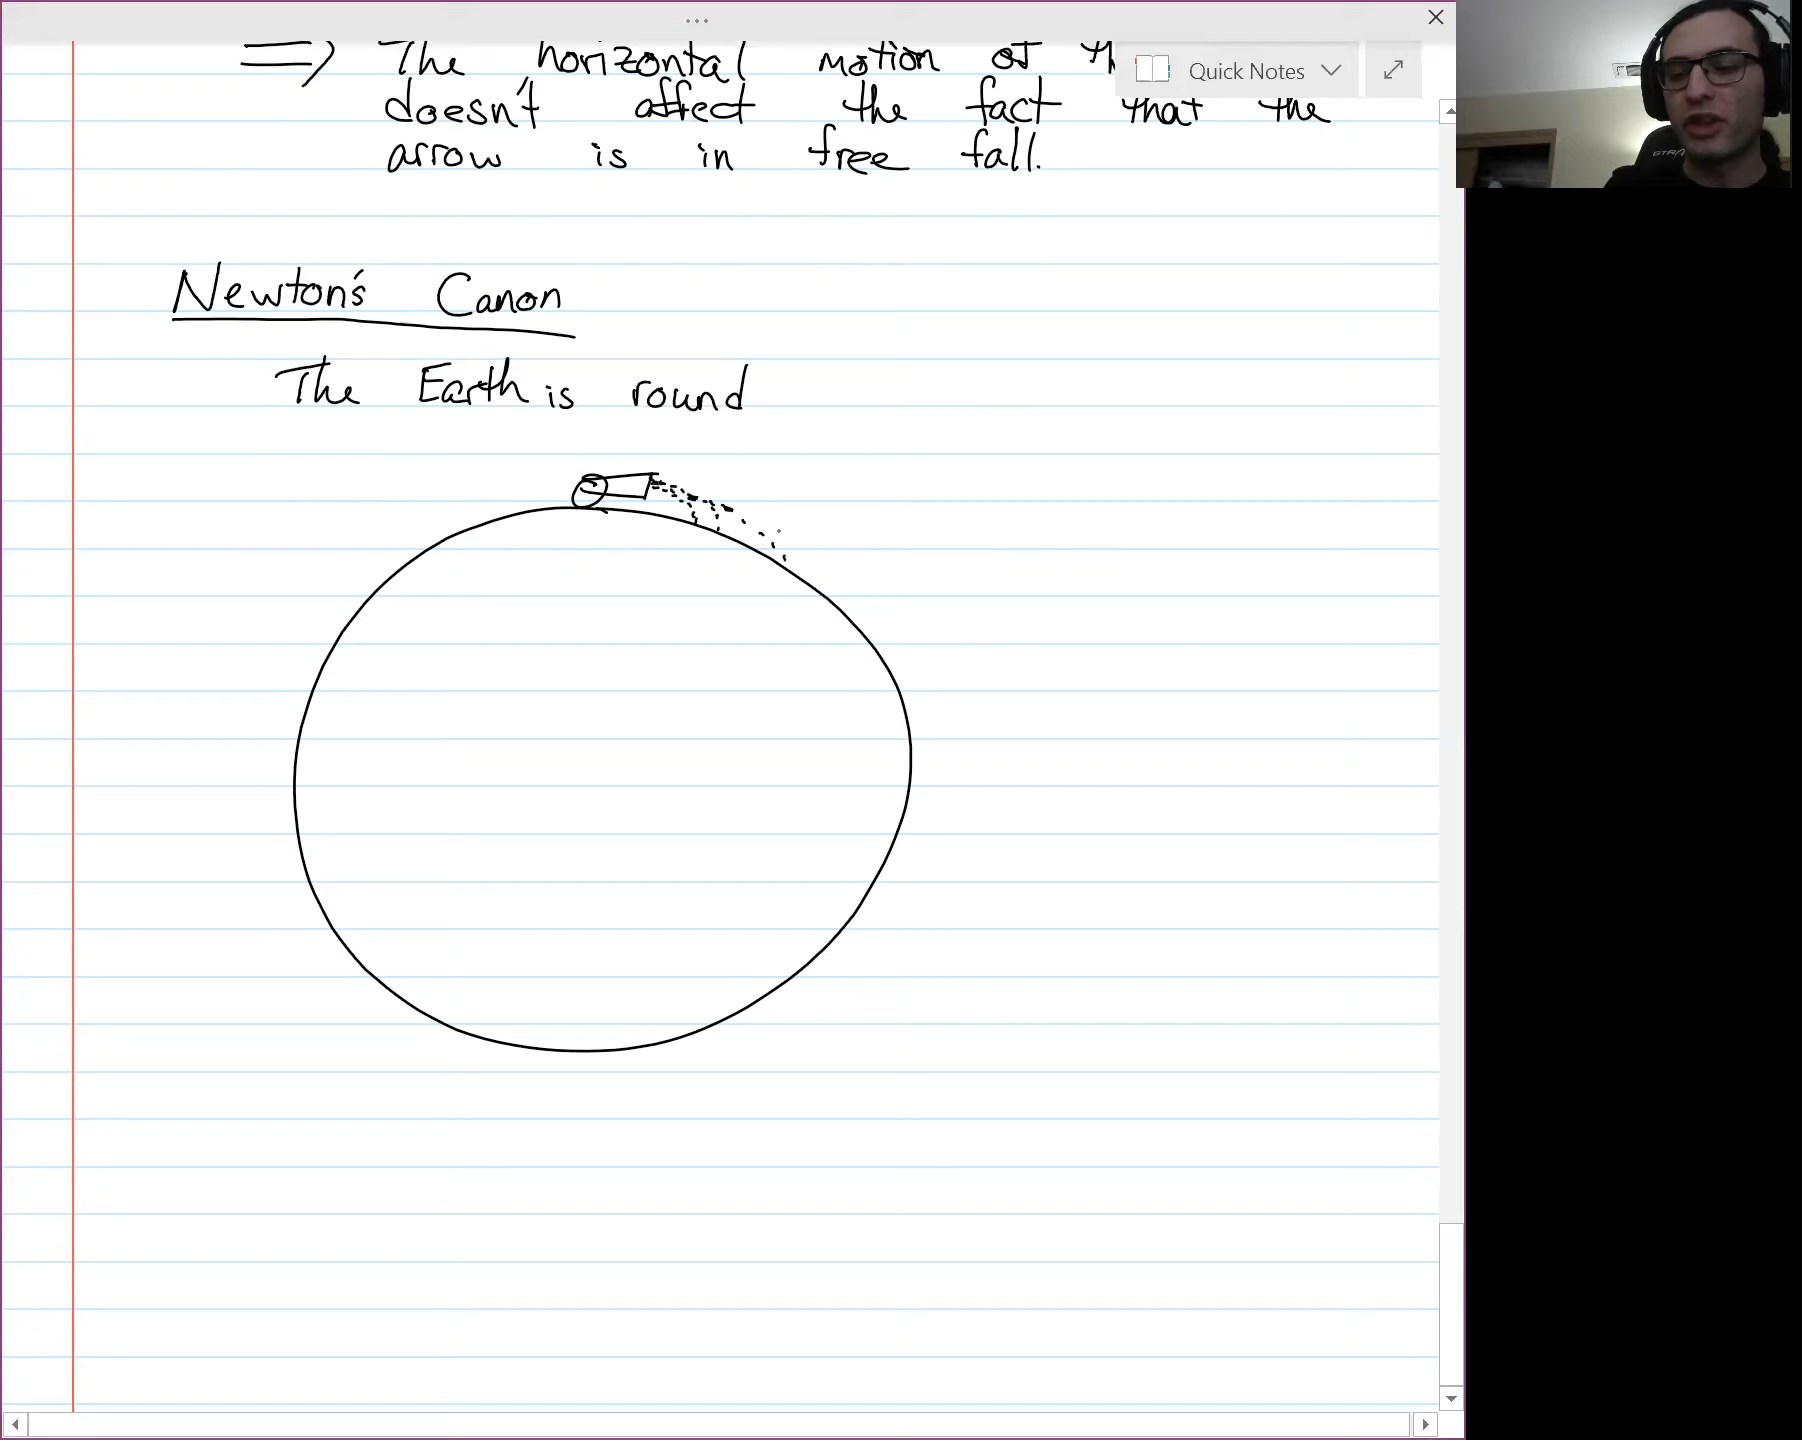 ⇒ The horizontal motion of
Quick Notes
doesn't affect the fact that the
arrow is in free fall.
Newton's Canon
The Earth is round